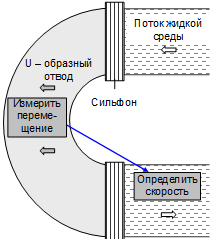 Поток жидкой
среды
U – образный
отвод
Сильфон
Измерить
переме-
щение
Определить
скорость